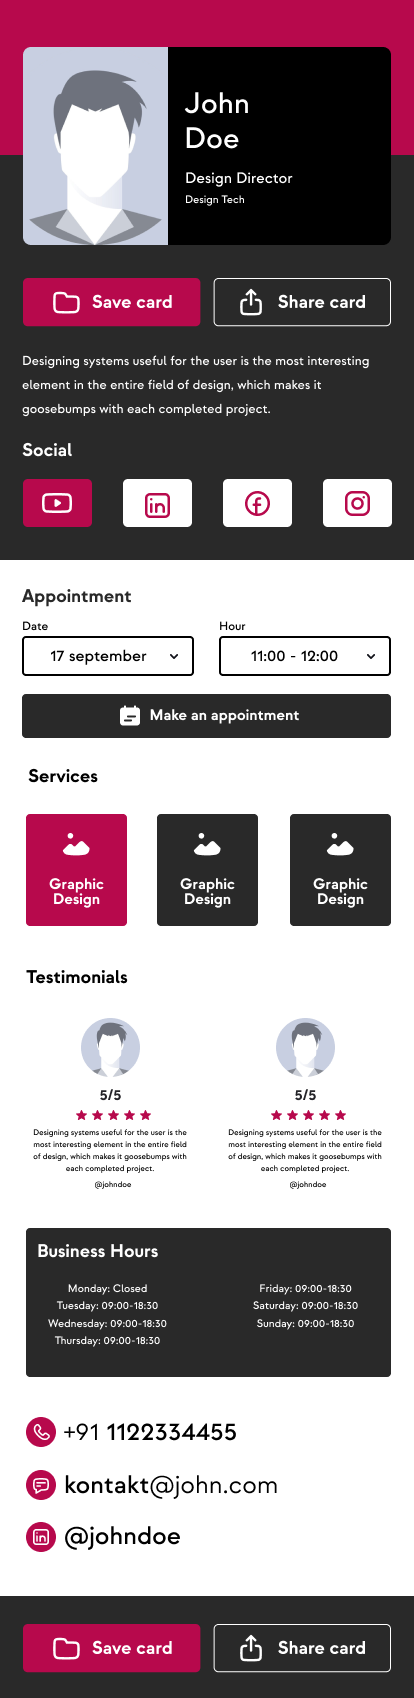 John
Doe
Design Director
Design Tech
Save card
Share card
Designing systems useful for the user is the most interesting
element in the entire field of design, which makes it
goosebumps with each completed project.
Social
Appointment
Date
Hour
17 september
11:00 - 12:00
Make an appointment
Services
Graphic
Design
Graphic
Design
Graphic
Design
Testimonials
5/5
Designing systems useful for the user is the
most interesting element in the entire field
of design, which makes it goosebumps with
each completed project.
@johndoe
5/5
Designing systems useful for the user is the
most interesting element in the entire field
of design, which makes it goosebumps with
each completed project.
@johndoe
Business Hours
Monday: Closed
Tuesday: 09:00-18:30
Wednesday: 09:00-18:30
Thursday: 09:00-18:30
Friday: 09:00-18:30
Saturday: 09:00-18:30
Sunday: 09:00-18:30
+91 1122334455
kontakt@john.com
@johndoe
Save card
Share card